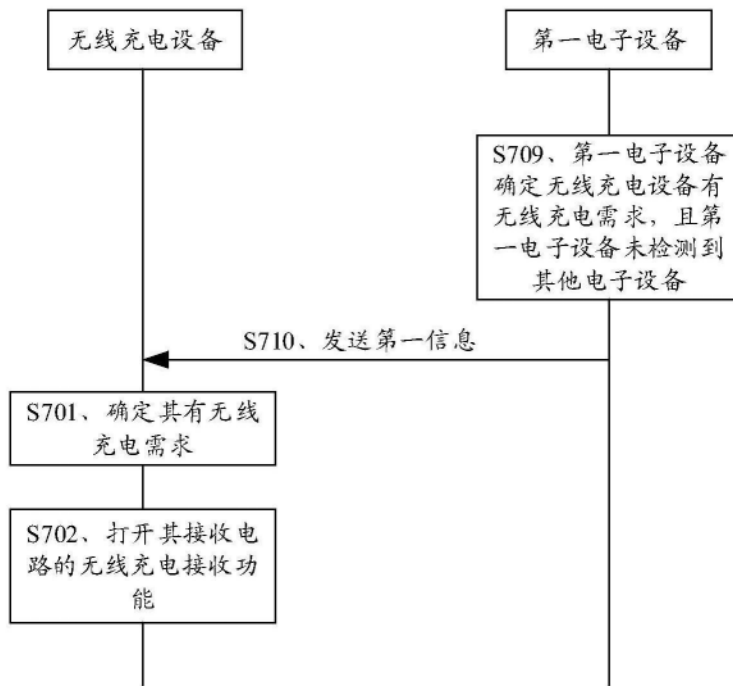 无线充电设备
第一电子设备
S709、第一电子设备
确定无线充电设备有
无线充电需求，且第
一电子设备未检测到
其他电子设备
S710、发送第一信息
S701、确定其有无线
充电需求
S702、打开其接收电
路的无线充电接收功
能